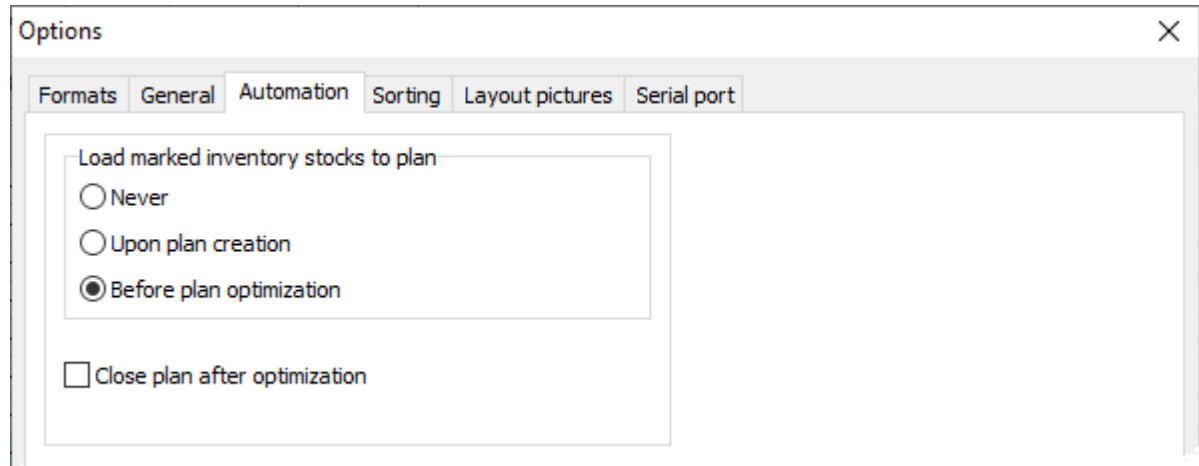 Options
Formats General Automation Sorting Layout pictures Serial port
Load marked inventory stocks to plan
Never
Upon plan creation
Before plan optimization
Close plan after optimization